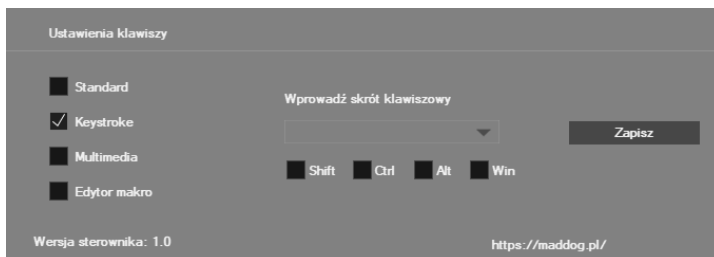 Ustawienia klawiszy
Standard
Keystroke
Multimedia
Edytor makro
Wprowadź skrót klawiszowy
Shift Ctrl Alt Win
Zapisz
Wersja sterownika: 1.0
https://maddog.pl/